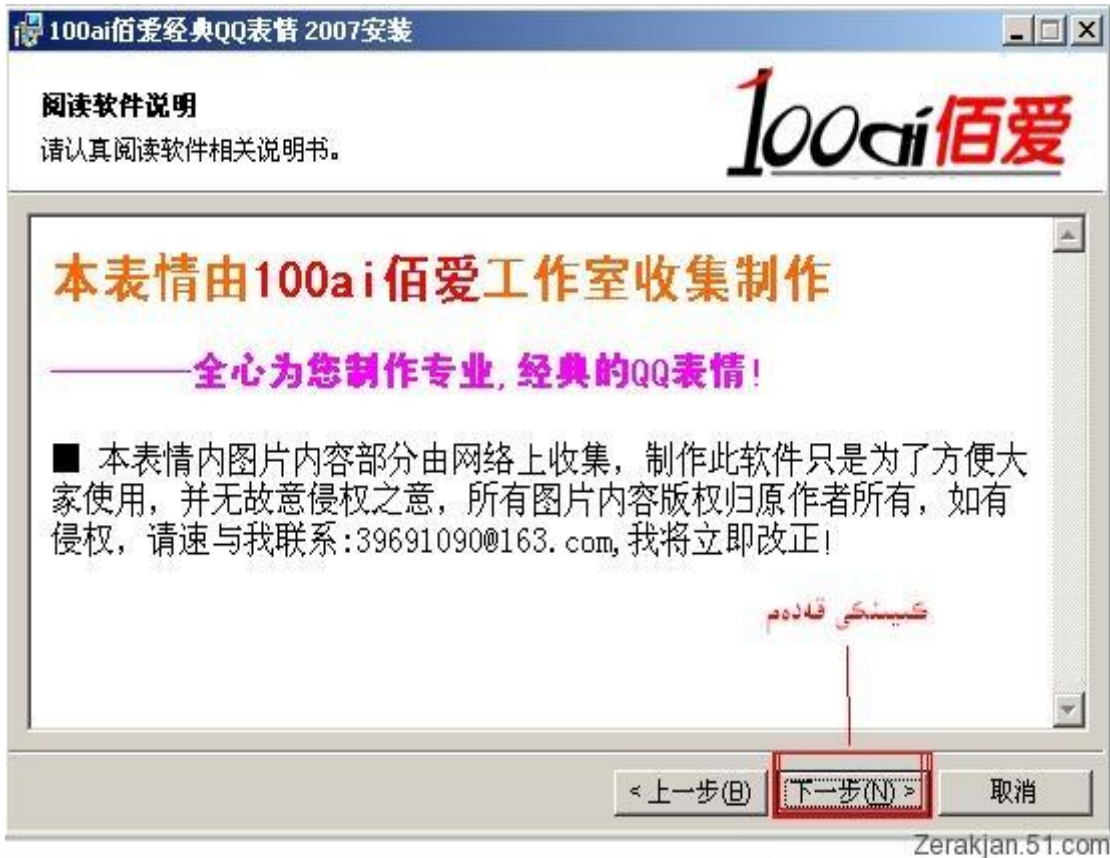 100ai佰爱经典QQ表情 2007安装
阅读软件说明
请认真阅读软件相关说明书。
100ai佰爱
本表情由100ai佰爱工作室收集制作
————全心为您制作专业,经典的QQ表情!
■ 本表情内图片内容部分由网络上收集，制作此软件只是为了方便大
家使用，并无故意侵权之意，所有图片内容版权归原作者所有，如有
侵权，请速与我联系:39691090@163.com,我将立即改正!
كىيىنكى قەدەم
<上一步(B)
下一步(N) >
取消
Zerakjan.51.com